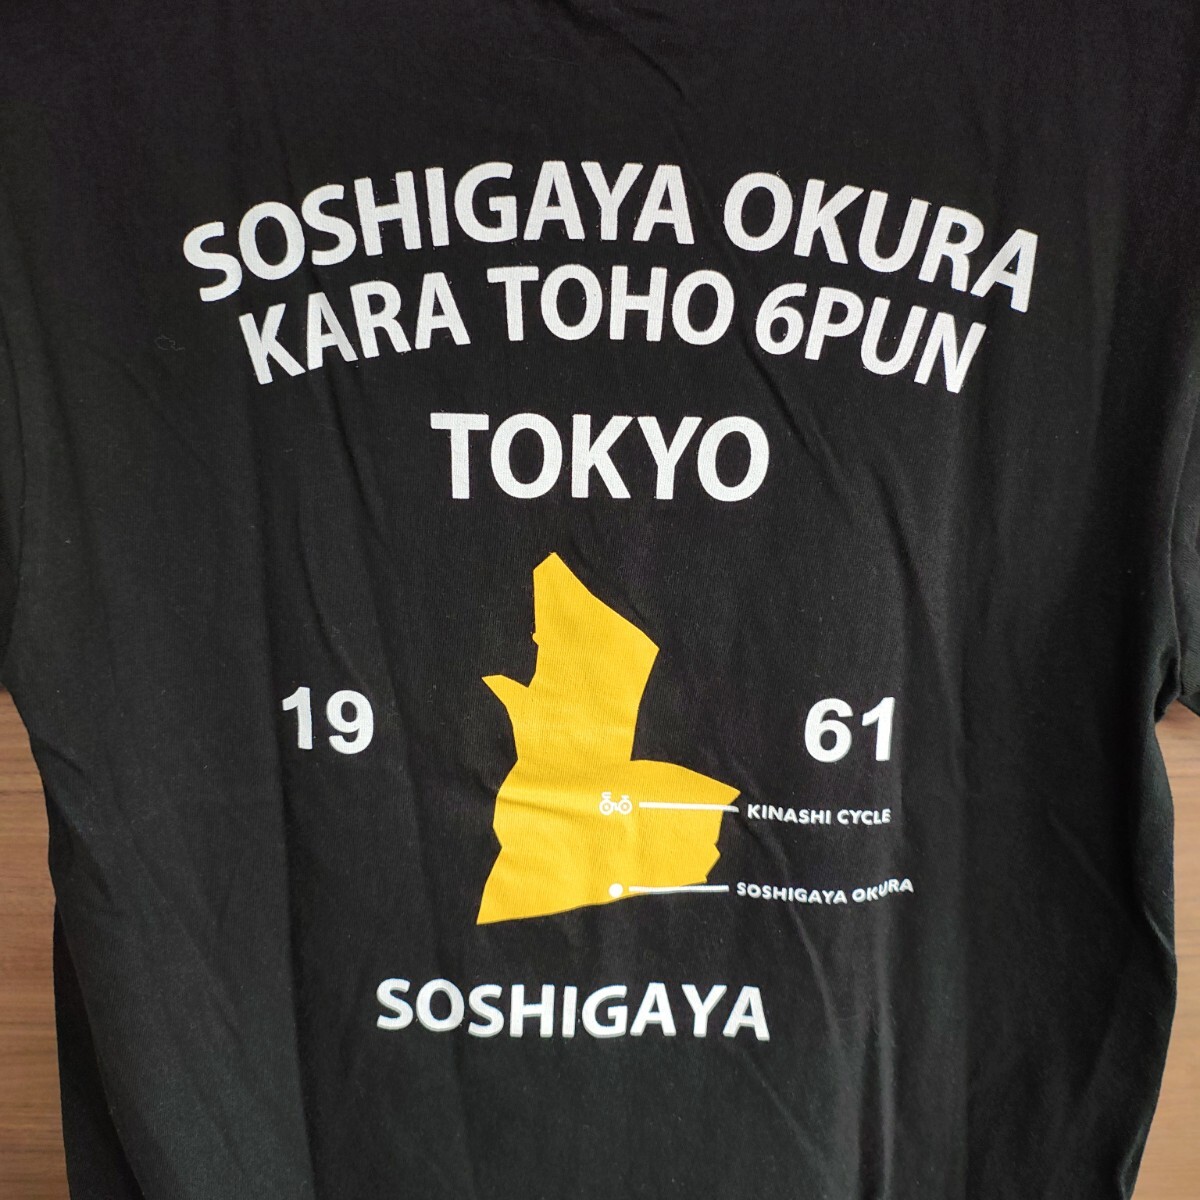 SOSHIGAYA OKURA
KARA TOHO 6PUN
TOKYO
19 61
KINASHI CYCLE
SOSHIGAYA OKURA
SOSHIGAYA